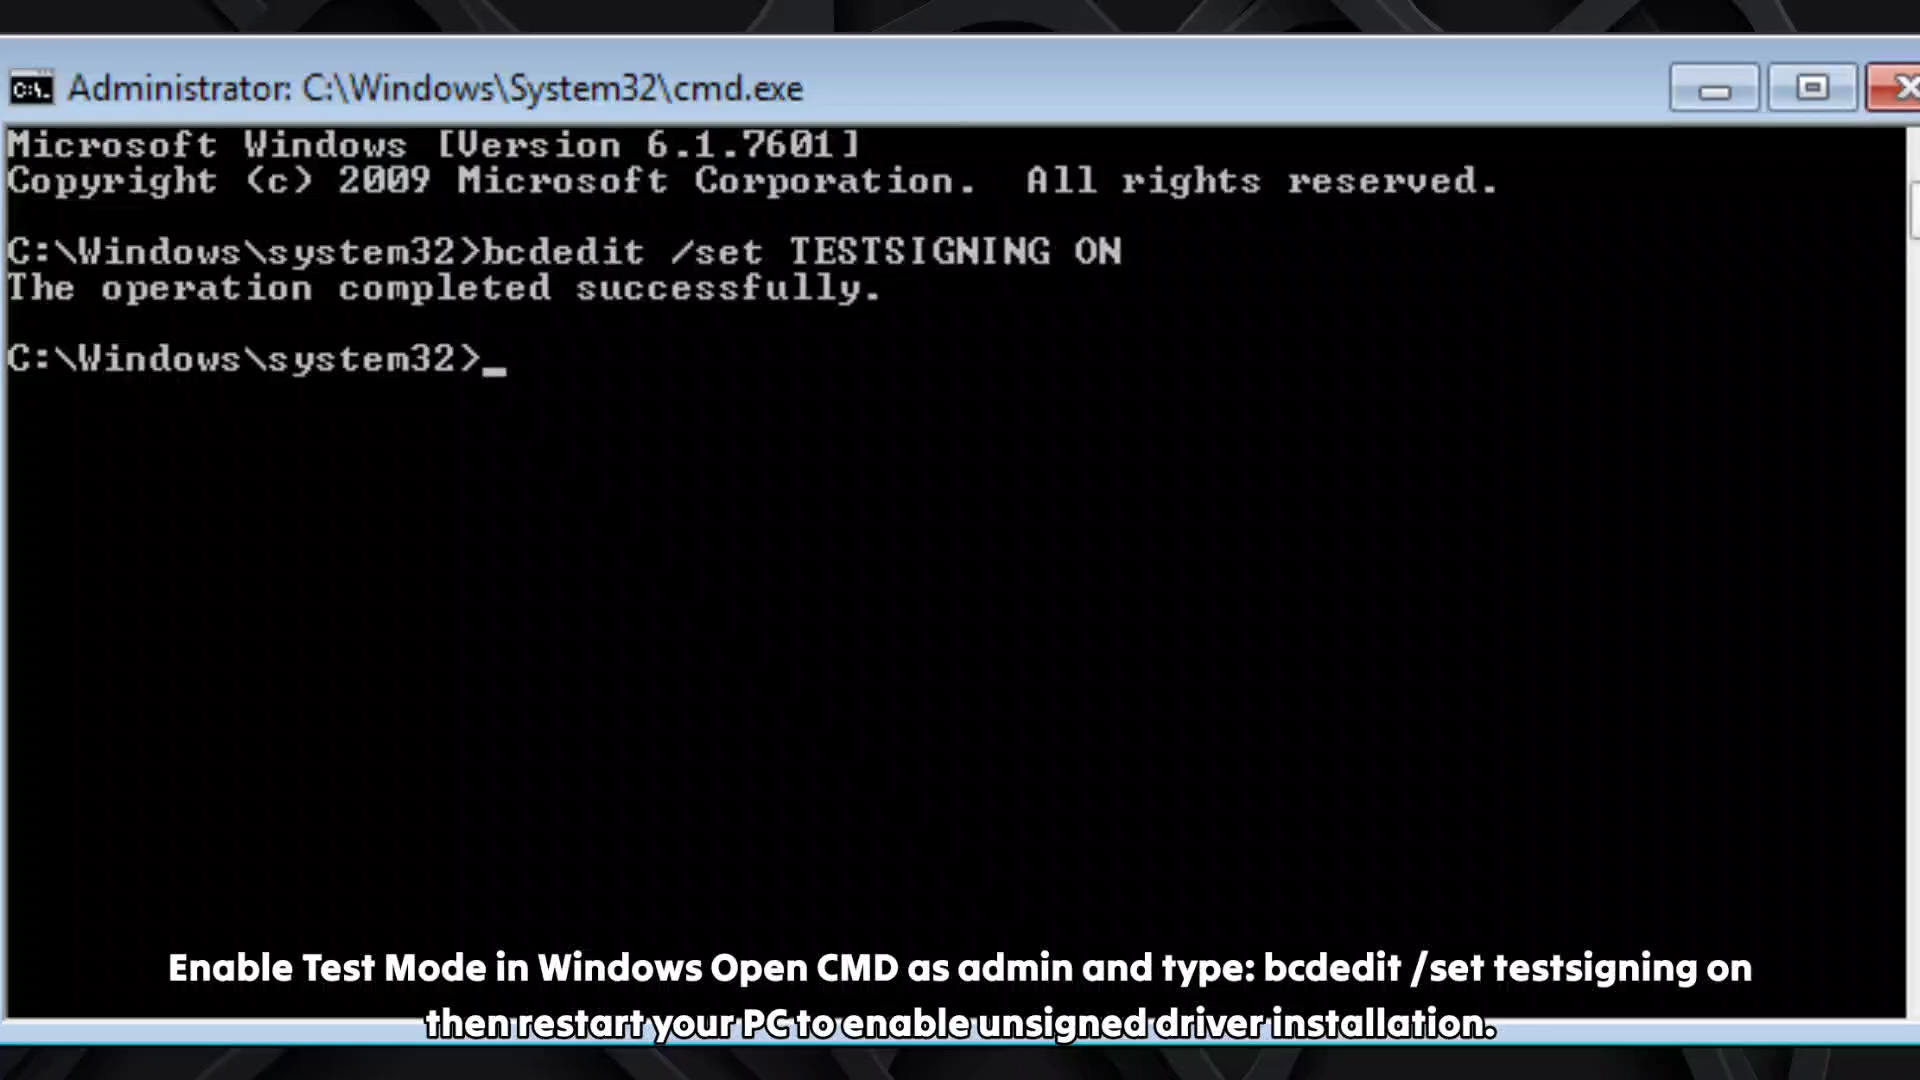 Administrator: C:\Windows\System32\cmd.exe
Microsoft Windows [Version 6.1.7601]
Copyright (c) 2009 Microsoft Corporation.  All rights reserved.
C:\Windows\system32>bcdedit /set TESTSIGNING ON
The operation completed successfully.
C:\Windows\system32>_
Enable Test Mode in Windows Open CMD as admin and type: bcdedit /set testsigning on
then restart your PC to enable unsigned driver installation.